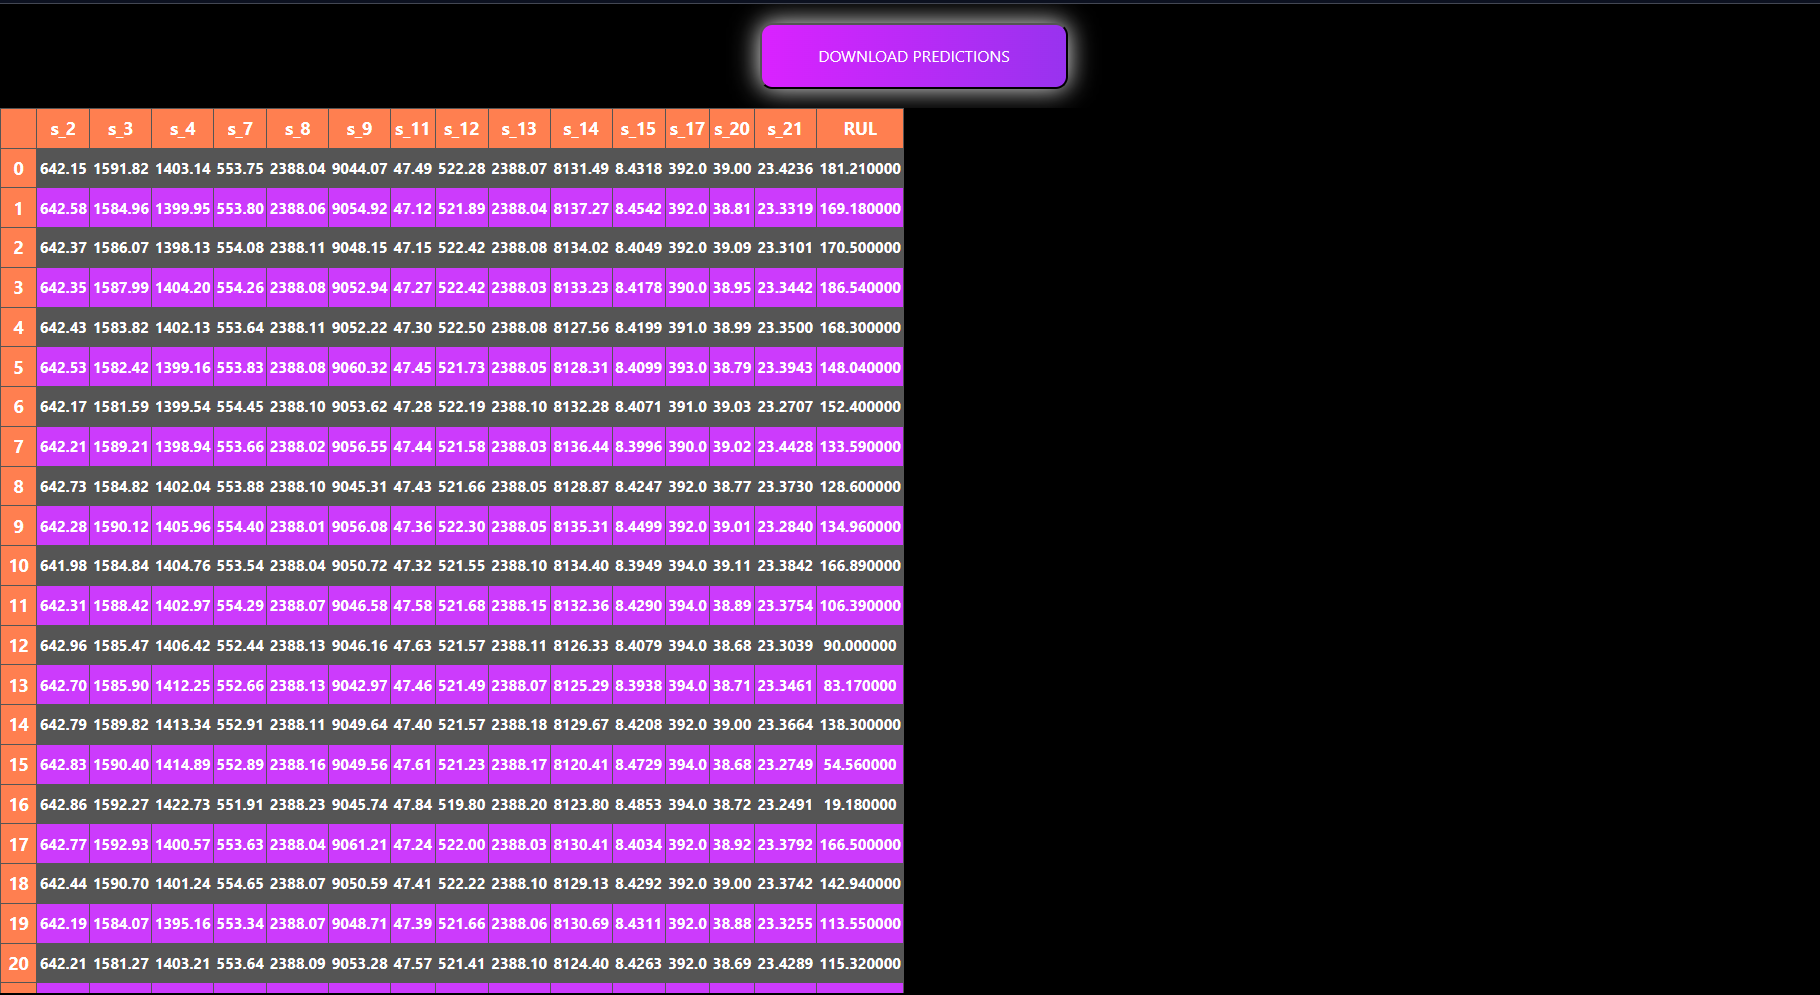 DOWNLOAD PREDICTIONS
s_2 s_3 s_4 s_7 s_8 s_9 s_11 s_12 s_13 s_14 s_15 s_17 s_20 s_21 RUL
0 642.15 1591.82 1403.14 553.75 2388.04 9044.07 47.49 522.28 2388.07 8131.49 8.4318 392.0 39.00 23.4236 181.210000
1 642.58 1584.96 1399.95 553.80 2388.06 9054.92 47.12 521.89 2388.04 8137.27 8.4542 392.0 38.81 23.3319 169.180000
2 642.37 1586.07 1398.13 554.08 2388.11 9048.15 47.15 522.42 2388.08 8134.02 8.4049 392.0 39.09 23.3101 170.500000
3 642.35 1587.99 1404.20 554.26 2388.08 9052.94 47.27 522.42 2388.03 8133.23 8.4178 390.0 38.95 23.3442 186.540000
4 642.43 1583.82 1402.13 553.64 2388.11 9052.22 47.30 522.50 2388.08 8127.56 8.4199 391.0 38.99 23.3500 168.300000
5 642.53 1582.42 1399.16 553.83 2388.08 9060.32 47.45 521.73 2388.05 8128.31 8.4099 393.0 38.79 23.3943 148.040000
6 642.17 1581.59 1399.54 554.45 2388.10 9053.62 47.28 522.19 2388.10 8132.28 8.4071 391.0 39.03 23.2707 152.400000
7 642.21 1589.21 1398.94 553.66 2388.02 9056.55 47.44 521.58 2388.03 8136.44 8.3996 390.0 39.02 23.4428 133.590000
8 642.73 1584.82 1402.04 553.88 2388.10 9045.31 47.43 521.66 2388.05 8128.87 8.4247 392.0 38.77 23.3730 128.600000
9 642.28 1590.12 1405.96 554.40 2388.01 9056.08 47.36 522.30 2388.05 8135.31 8.4499 392.0 39.01 23.2840 134.960000
10 641.98 1584.84 1404.76 553.54 2388.04 9050.72 47.32 521.55 2388.10 8134.40 8.3949 394.0 39.11 23.3842 166.890000
11 642.31 1588.42 1402.97 554.29 2388.07 9046.58 47.58 521.68 2388.15 8132.36 8.4290 394.0 38.89 23.3754 106.390000
12 642.96 1585.47 1406.42 552.44 2388.13 9046.16 47.63 521.57 2388.11 8126.33 8.4079 394.0 38.68 23.3039 90.000000
13 642.70 1585.90 1412.25 552.66 2388.13 9042.97 47.46 521.49 2388.07 8125.29 8.3938 394.0 38.71 23.3461 83.170000
14 642.79 1589.82 1413.34 552.91 2388.11 9049.64 47.40 521.57 2388.18 8129.67 8.4208 392.0 39.00 23.3664 138.300000
15 642.83 1590.40 1414.89 552.89 2388.16 9049.56 47.61 521.23 2388.17 8120.41 8.4729 394.0 38.68 23.2749 54.560000
16 642.86 1592.27 1422.73 551.91 2388.23 9045.74 47.84 519.80 2388.20 8123.80 8.4853 394.0 38.72 23.2491 19.180000
17 642.77 1592.93 1400.57 553.63 2388.04 9061.21 47.24 522.00 2388.03 8130.41 8.4034 392.0 38.92 23.3792 166.500000
18 642.44 1590.70 1401.24 554.65 2388.07 9050.59 47.41 522.22 2388.10 8129.13 8.4292 392.0 39.00 23.3742 142.940000
19 642.19 1584.07 1395.16 553.34 2388.07 9048.71 47.39 521.66 2388.06 8130.69 8.4311 392.0 38.88 23.3255 113.550000
20 642.21 1581.27 1403.21 553.64 2388.09 9053.28 47.57 521.41 2388.10 8124.40 8.4263 392.0 38.69 23.4289 115.320000